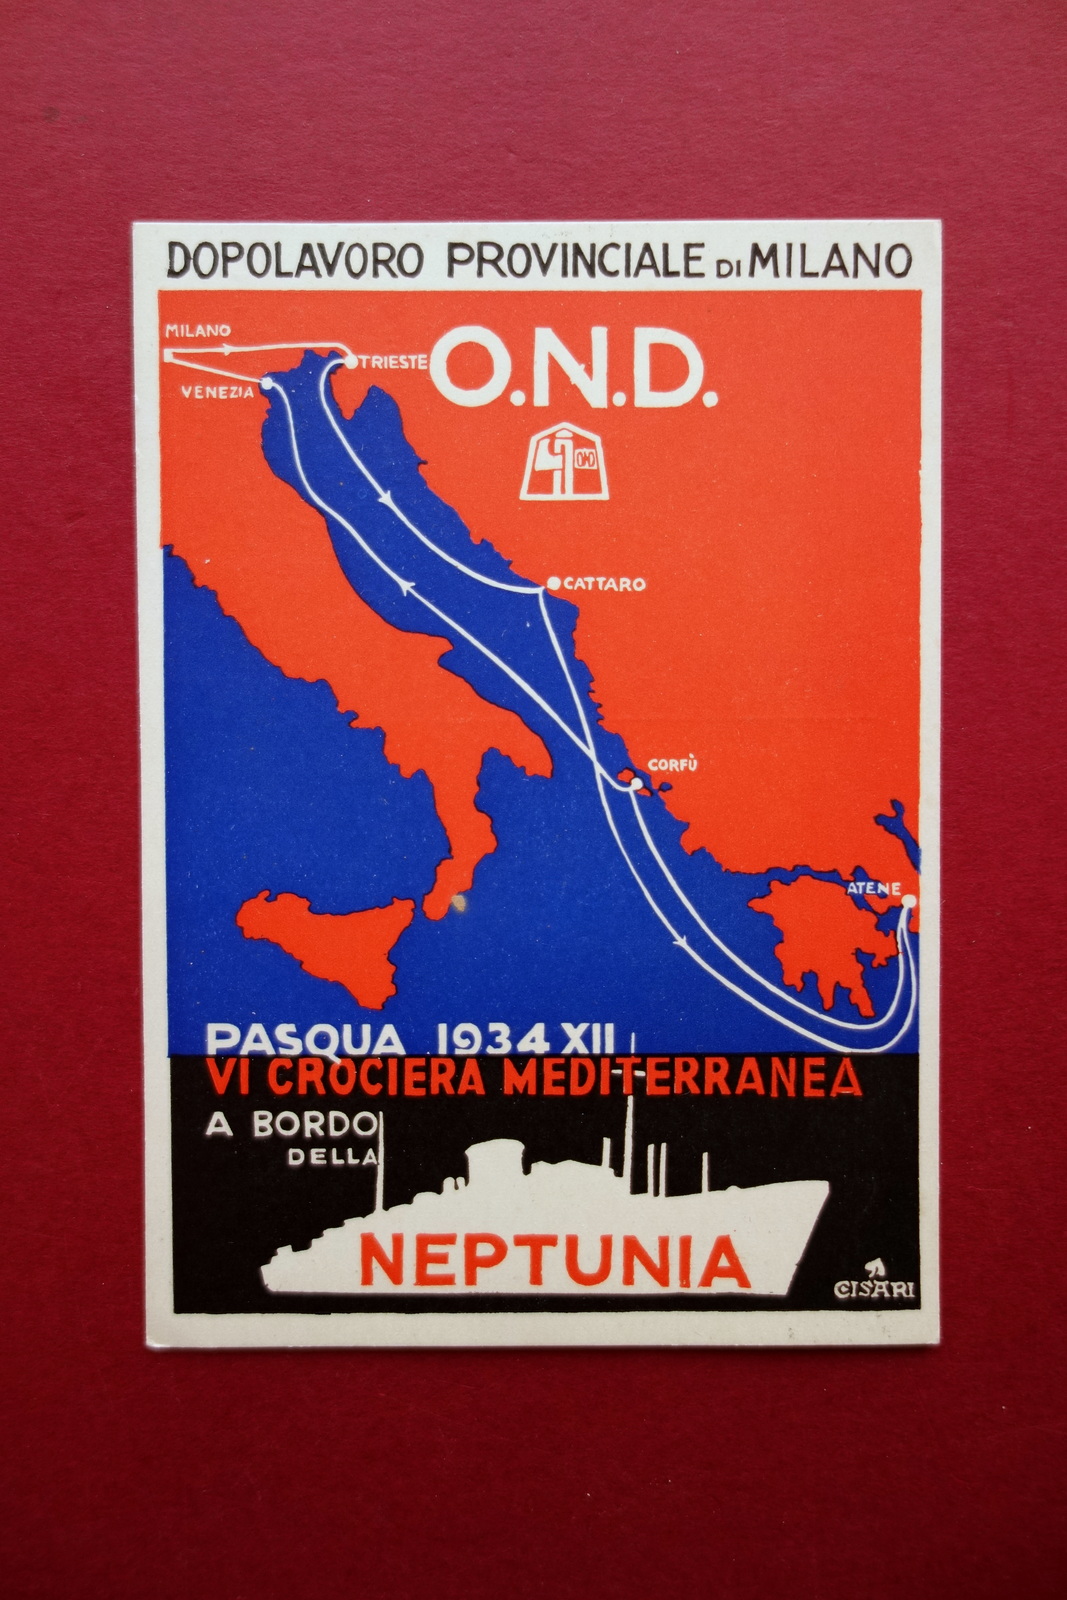 DOPOLAVORO PROVINCIALE DI MILANO
MILANO
O.N.D.
TRIESTE
VENEZIA
OND
CATTARO
CORFÙ
ATENE
PASQUA 1934 XII
VI CROCIERA MEDITERRANEA
A BORDO
DELLA
NEPTUNIA
CISARI